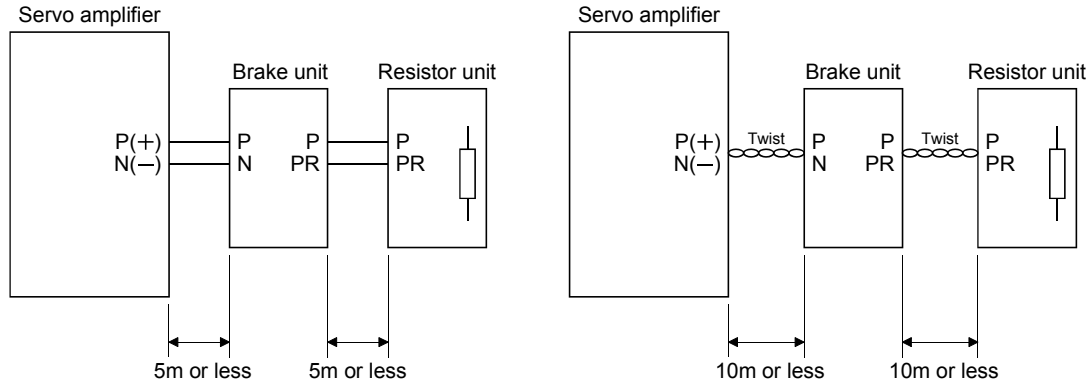 Servo amplifier
Brake unit
Resistor unit
P(+)
N(−)
P
N
P
PR
P
PR
5m or less
5m or less
Servo amplifier
Brake unit
Resistor unit
P(+)
N(−)
Twist
P
N
P
PR
Twist
P
PR
10m or less
10m or less